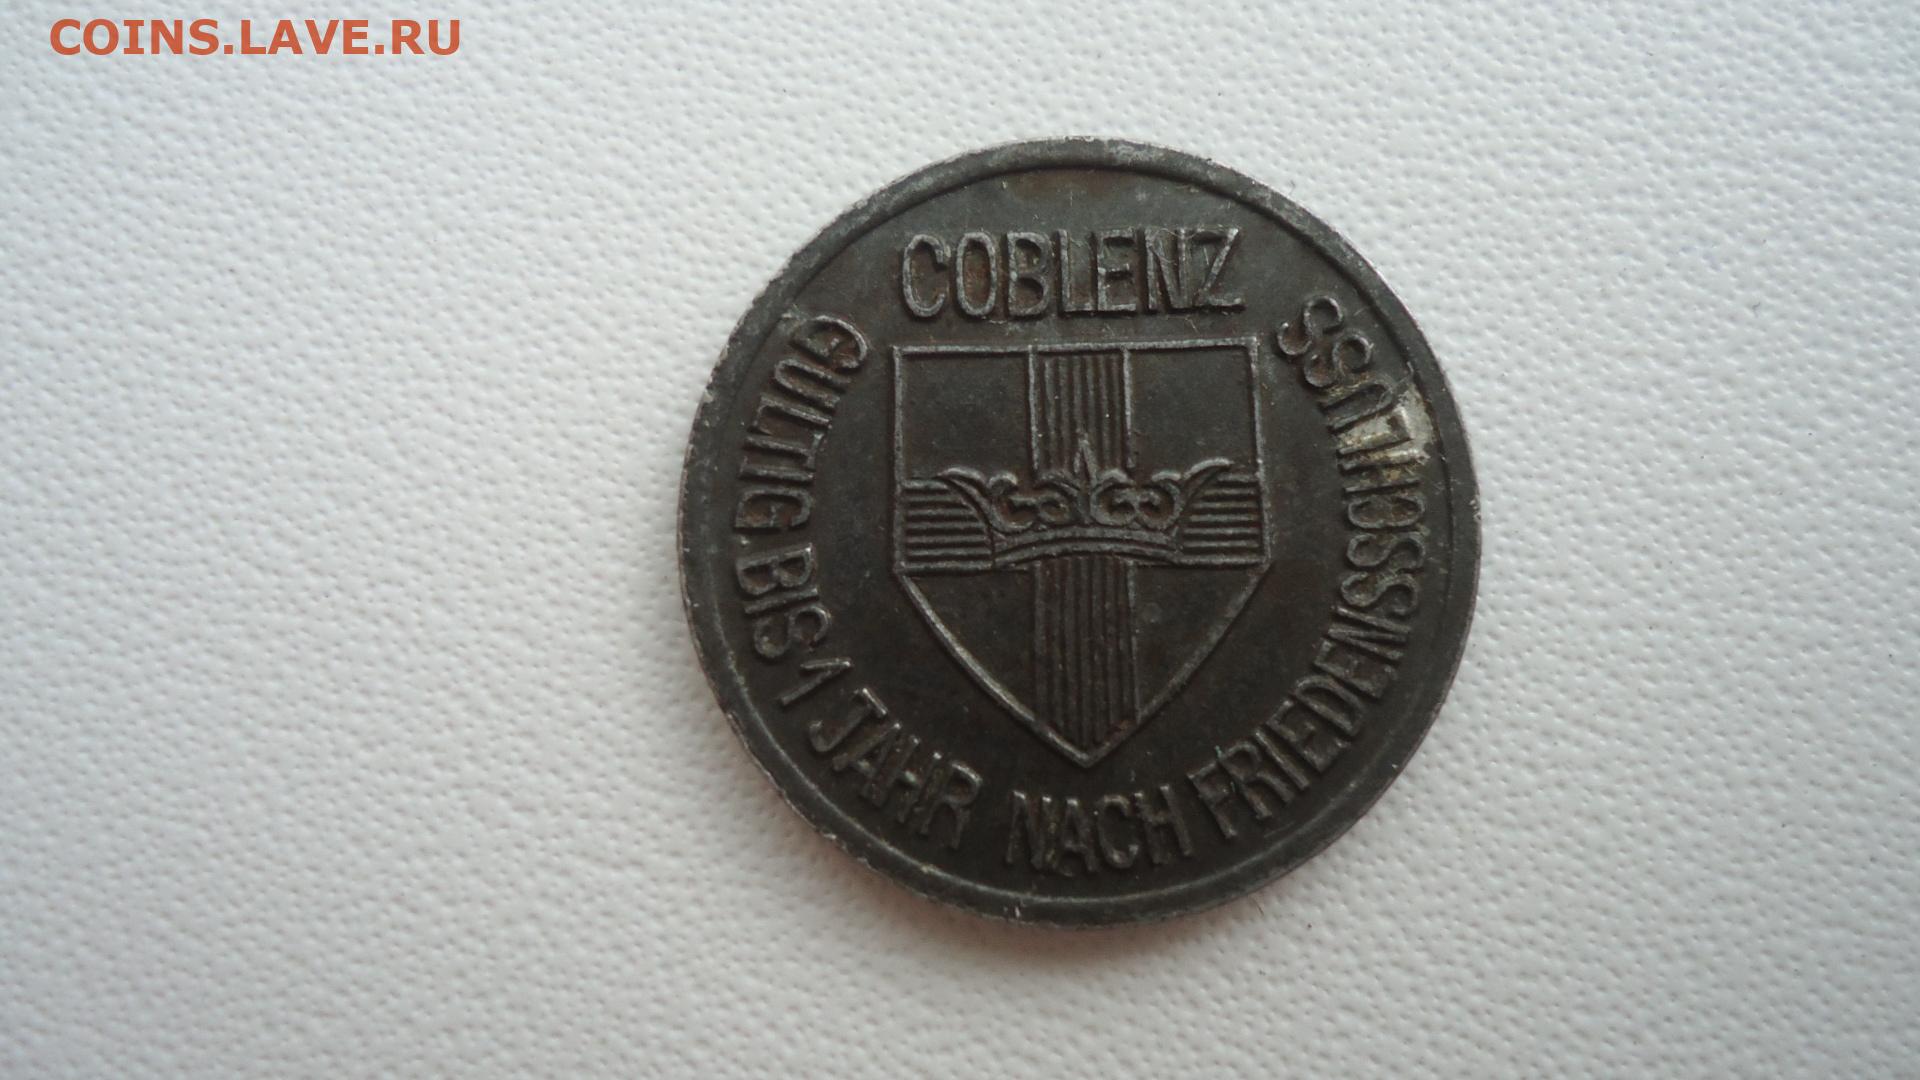 COINS.LAVE.RU
COBLENZ
GÜLTIG BIS 1 JAHR NACH FRIEDENSSCHLUSS